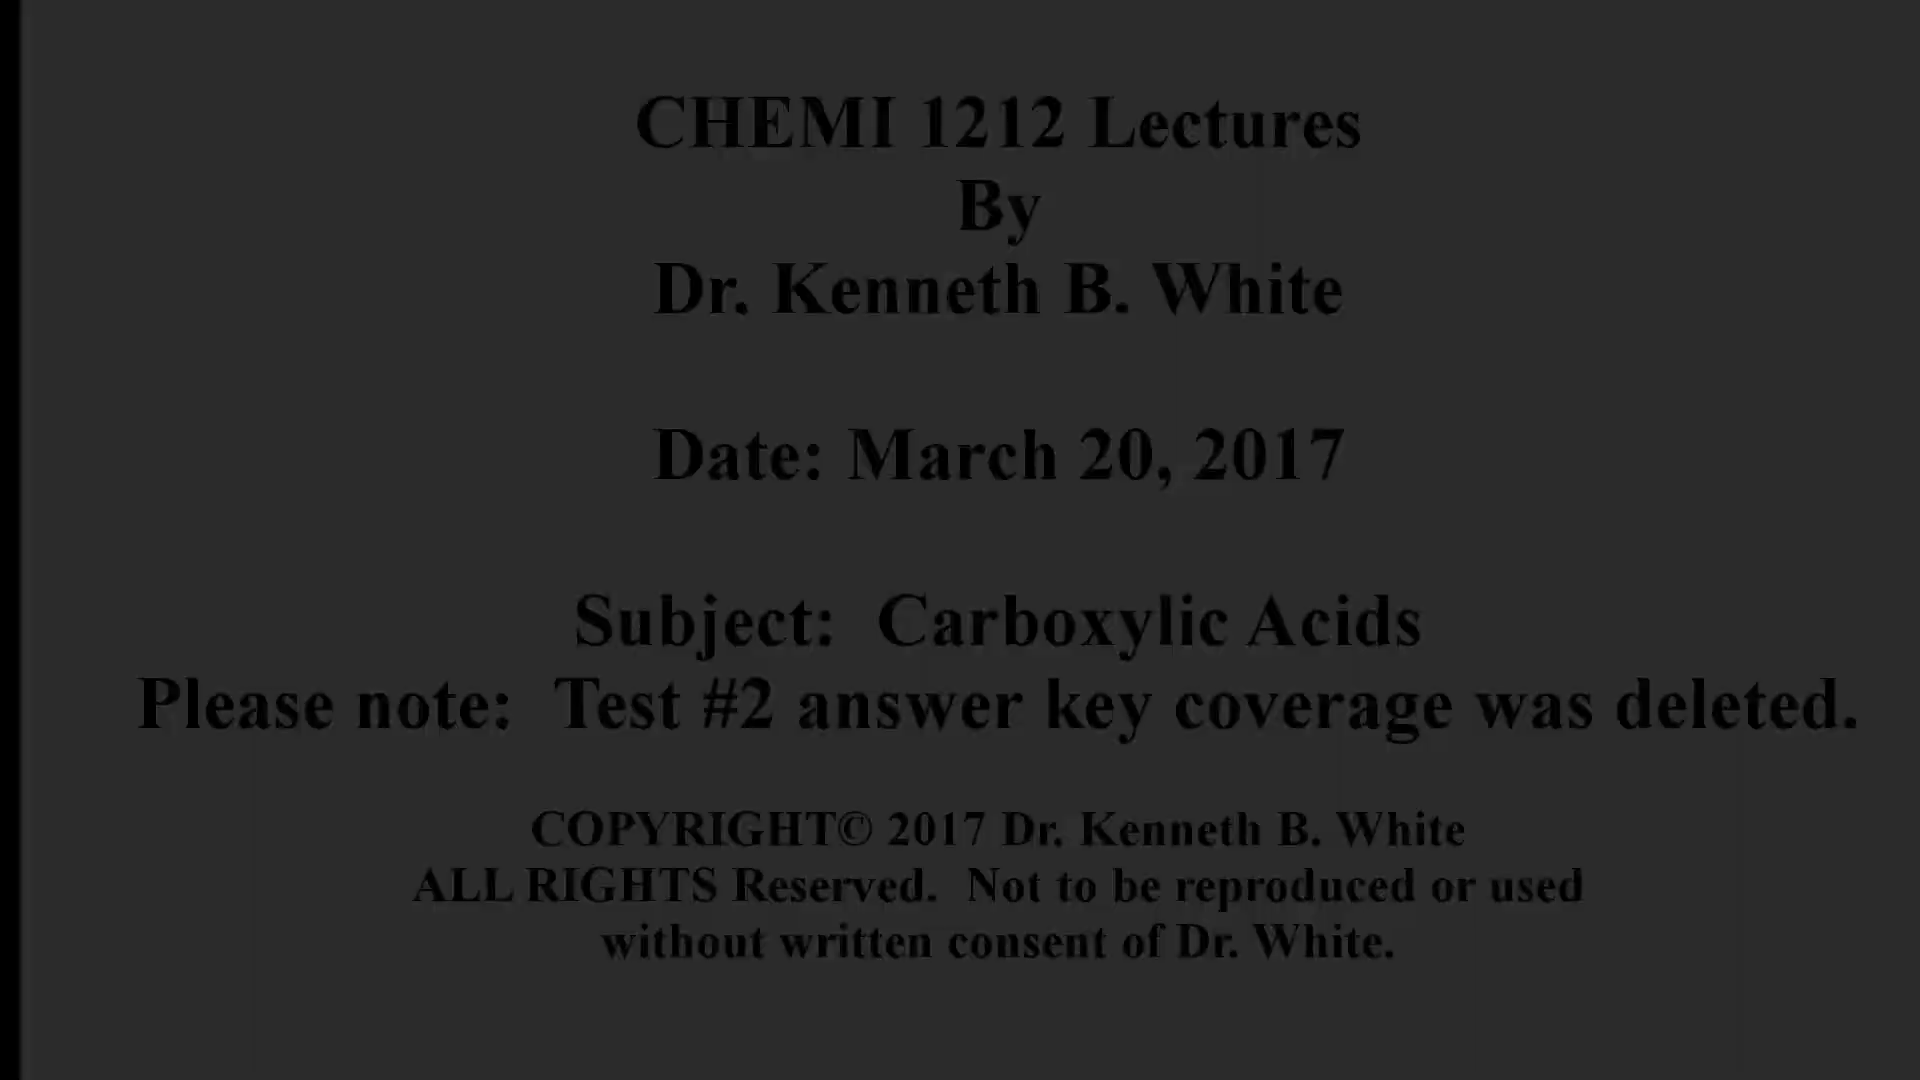 CHEMI 1212 Lectures
By
Dr. Kenneth B. White
Date: March 20, 2017
Subject:  Carboxylic Acids
Please note:  Test #2 answer key coverage was deleted.
COPYRIGHT© 2017 Dr. Kenneth B. White
ALL RIGHTS Reserved.  Not to be reproduced or used
without written consent of Dr. White.